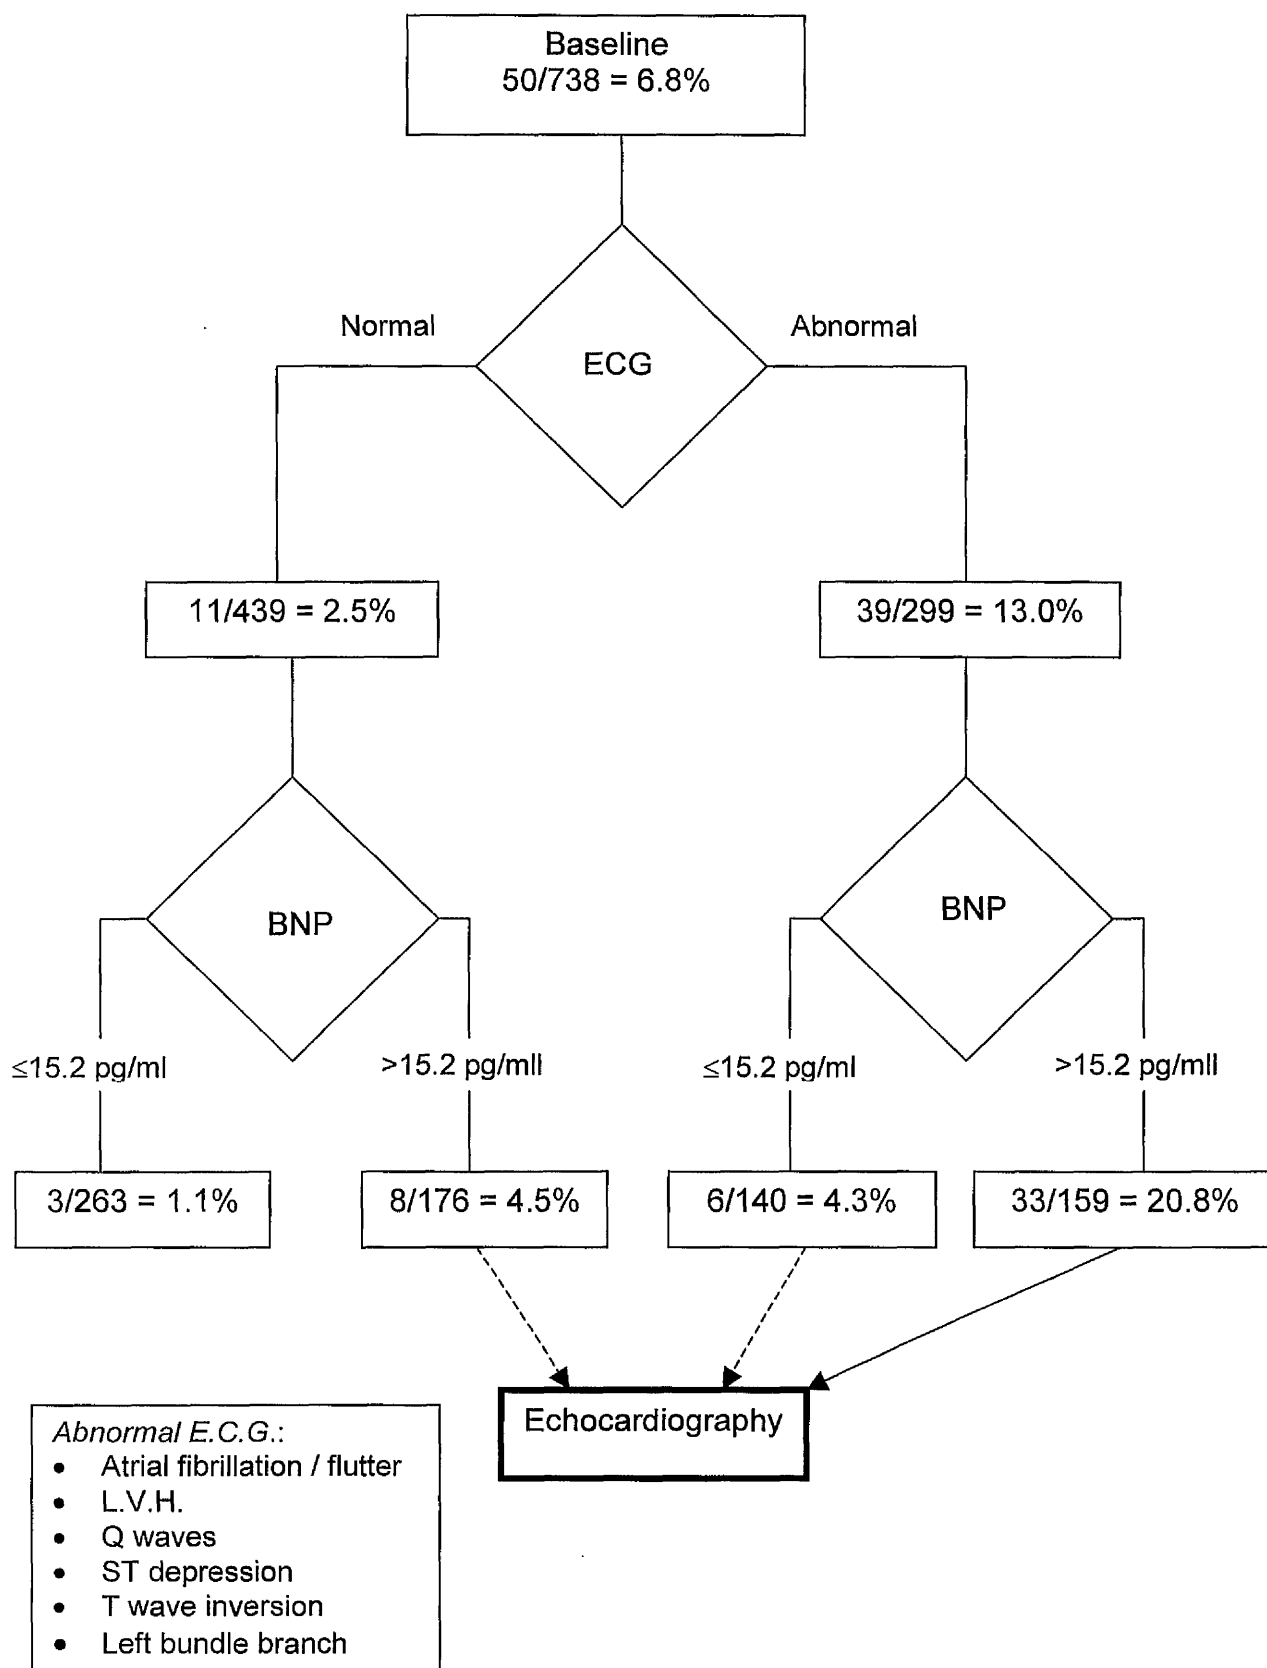 Baseline
50/738 = 6.8%
Normal
Abnormal
ECG
11/439 = 2.5%
39/299 = 13.0%
BNP
BNP
≤15.2 pg/ml
>15.2 pg/mll
≤15.2 pg/ml
>15.2 pg/mll
3/263 = 1.1%
8/176 = 4.5%
6/140 = 4.3%
33/159 = 20.8%
Echocardiography
Abnormal E.C.G.:
• Atrial fibrillation / flutter
• L.V.H.
• Q waves
• ST depression
• T wave inversion
• Left bundle branch